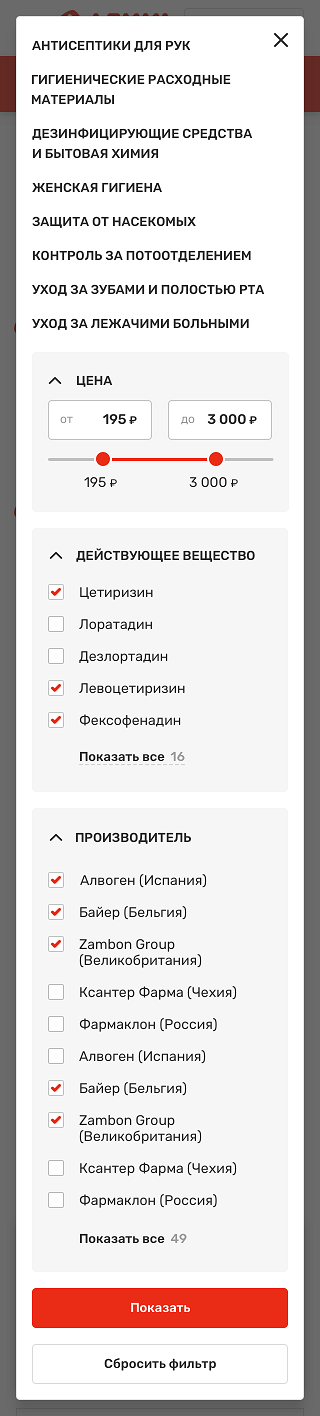 АНТИСЕПТИКИ ДЛЯ РУК
ГИГИЕНИЧЕСКИЕ РАСХОДНЫЕ
МАТЕРИАЛЫ
ДЕЗИНФИЦИРУЮЩИЕ СРЕДСТВА
И БЫТОВАЯ ХИМИЯ
ЖЕНСКАЯ ГИГИЕНА
ЗАЩИТА ОТ НАСЕКОМЫХ
КОНТРОЛЬ ЗА ПОТООТДЕЛЕНИЕМ
УХОД ЗА ЗУБАМИ И ПОЛОСТЬЮ РТА
УХОД ЗА ЛЕЖАЧИМИ БОЛЬНЫМИ
ЦЕНА
от 195 ₽ до 3 000 ₽
195 ₽ 3 000 ₽
ДЕЙСТВУЮЩЕЕ ВЕЩЕСТВО
Цетиризин
Лоратадин
Дезлортадин
Левоцетиризин
Фексофенадин
Показать все 16
ПРОИЗВОДИТЕЛЬ
Алвоген (Испания)
Байер (Бельгия)
Zambon Group
(Великобритания)
Ксантер Фарма (Чехия)
Фармаклон (Россия)
Алвоген (Испания)
Байер (Бельгия)
Zambon Group
(Великобритания)
Ксантер Фарма (Чехия)
Фармаклон (Россия)
Показать все 49
Показать
Сбросить фильтр